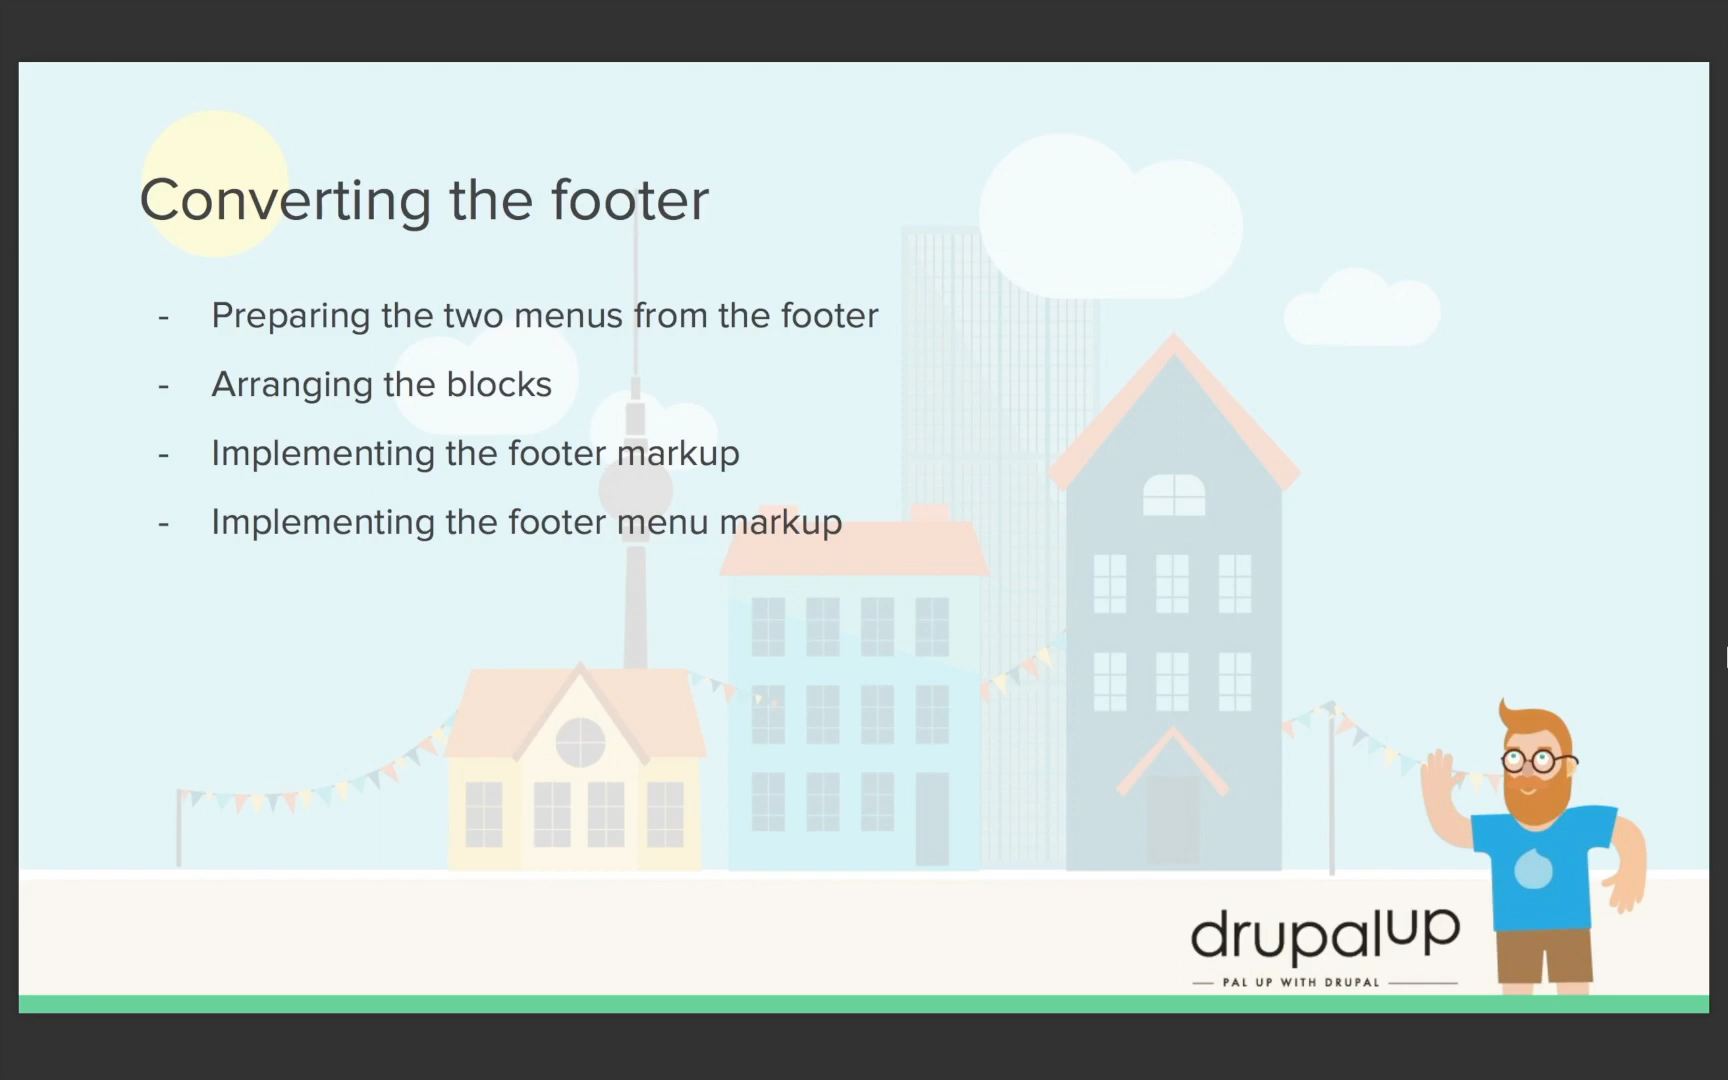 Converting the footer
- Preparing the two menus from the footer
- Arranging the blocks
- Implementing the footer markup
- Implementing the footer menu markup
drupalup
PAL UP WITH DRUPAL